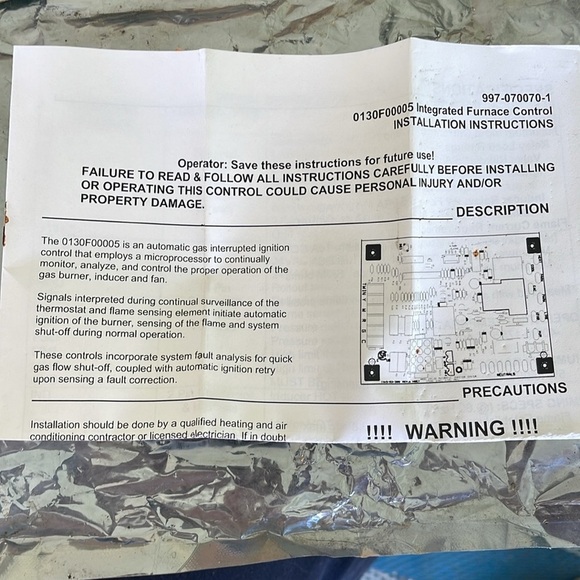 997-070070-1
0130F00005 Integrated Furnace Control
INSTALLATION INSTRUCTIONS
Operator: Save these instructions for future use!
FAILURE TO READ & FOLLOW ALL INSTRUCTIONS CAREFULLY BEFORE INSTALLING
OR OPERATING THIS CONTROL COULD CAUSE PERSONAL INJURY AND/OR
PROPERTY DAMAGE.
DESCRIPTION
The 0130F00005 is an automatic gas interrupted ignition
control that employs a microprocessor to continually
monitor, analyze, and control the proper operation of the
gas burner, inducer and fan.
Signals interpreted during continual surveillance of the
thermostat and flame sensing element initiate automatic
ignition of the burner, sensing of the flame and system
shut-off during normal operation.
These controls incorporate system fault analysis for quick
gas flow shut-off, coupled with automatic ignition retry
upon sensing a fault correction.
PRECAUTIONS
Installation should be done by a qualified heating and air
conditioning contractor or licensed electrician. If in doubt
!!!! WARNING !!!!